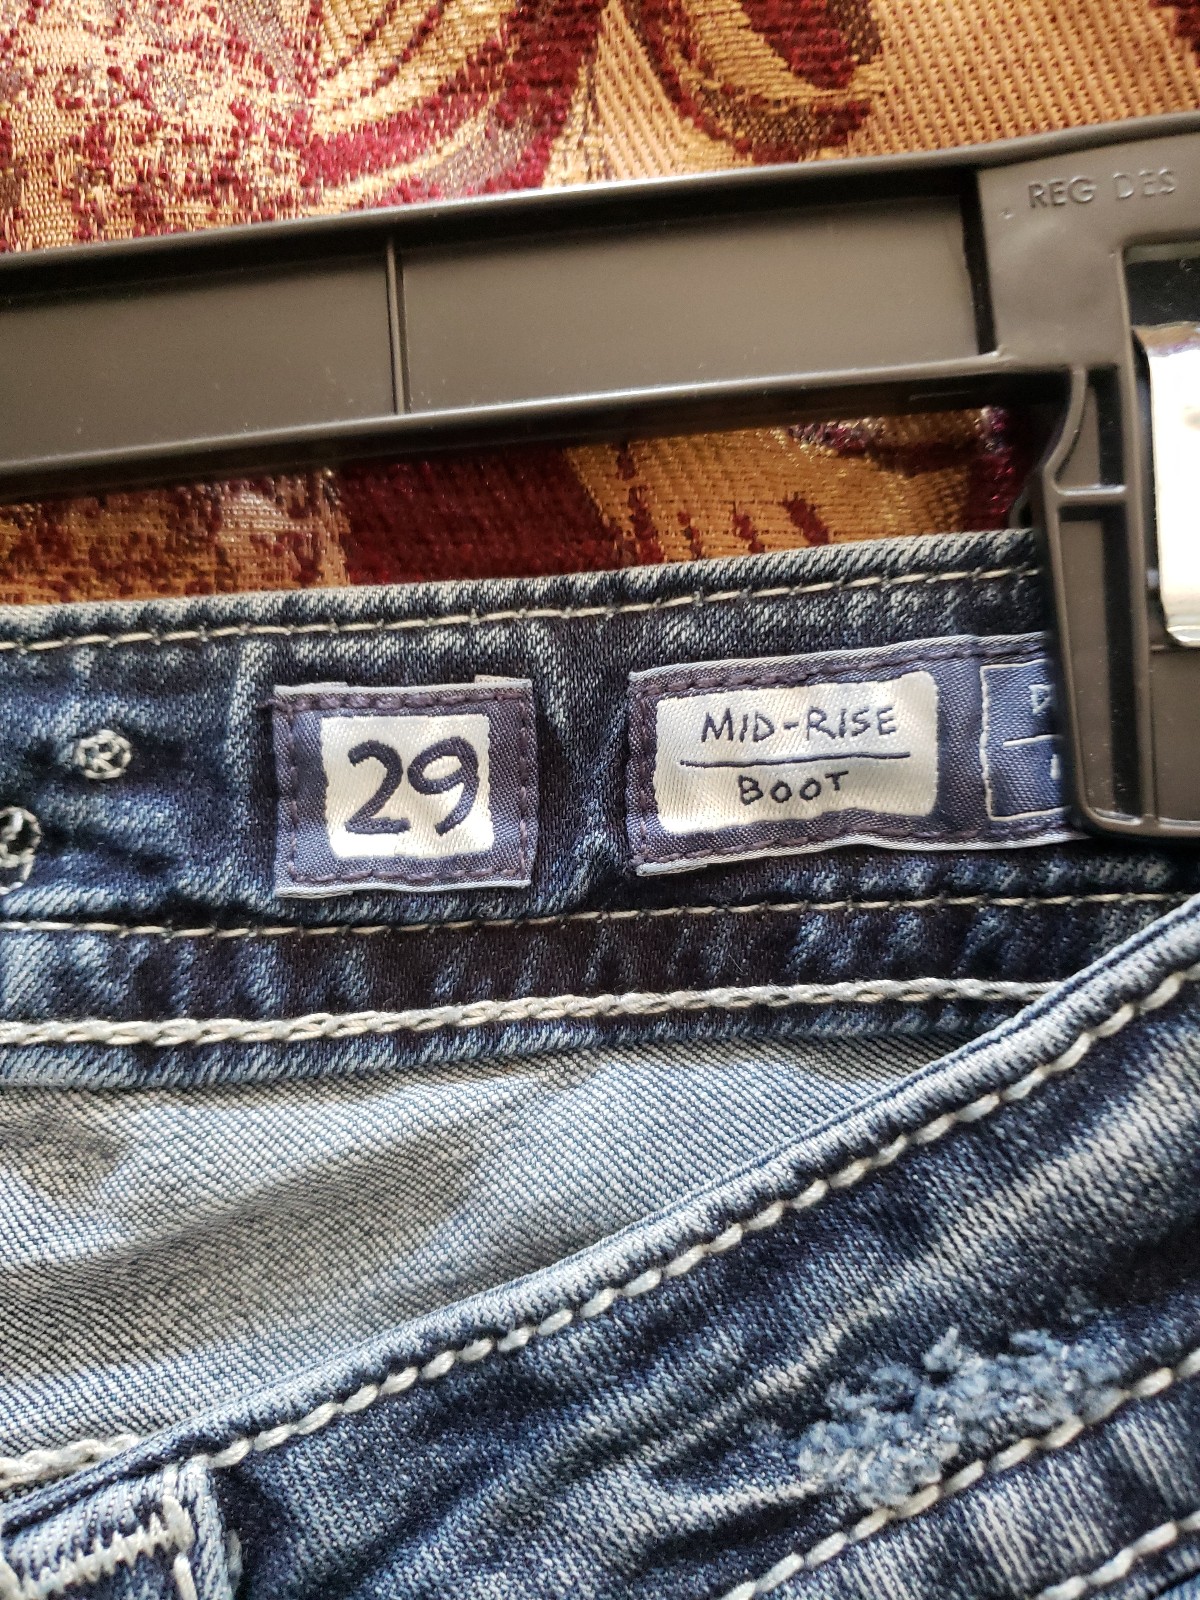 REG DES
29
MID-RISE
BOOT